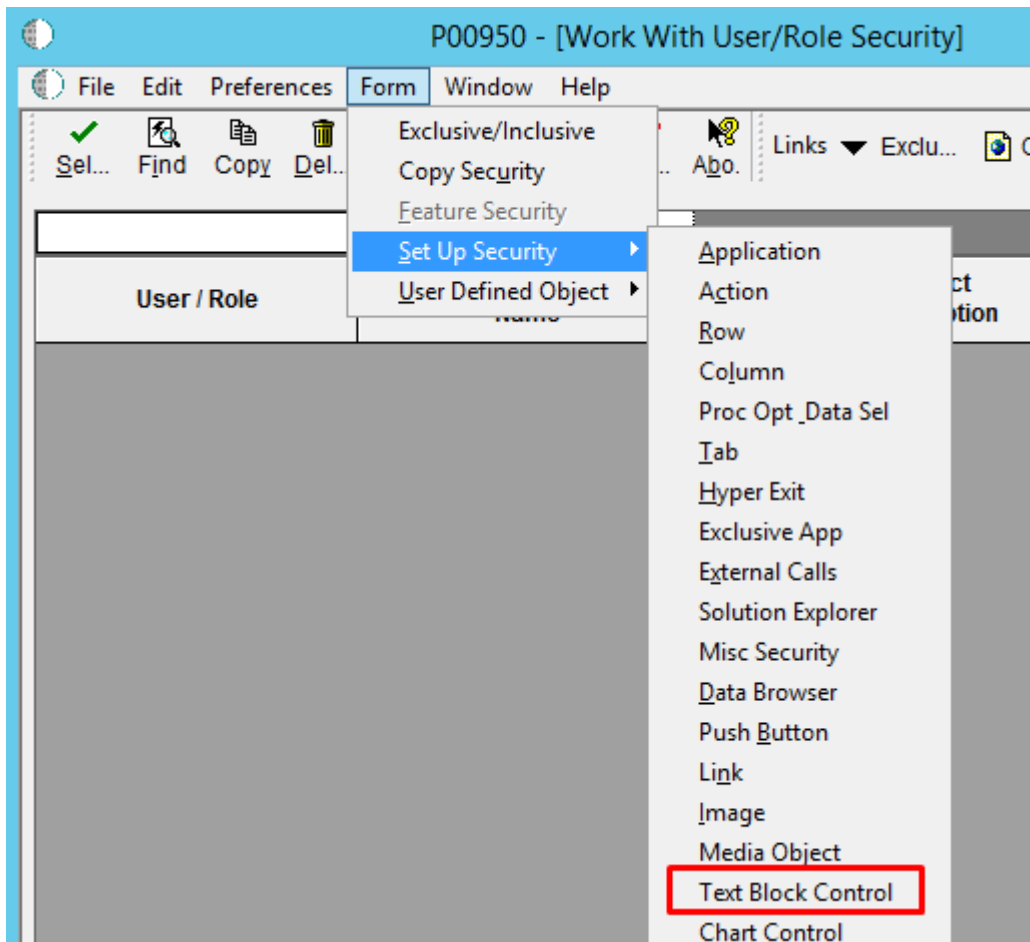 P00950 - [Work With User/Role Security]
File Edit Preferences Form Window Help
Sel... Find Copy Del... .. Abo. Links Exclu...
Exclusive/Inclusive
Copy Security
Feature Security
Set Up Security
User Defined Object
User / Role
Application
Action
Row
Column
Proc Opt _Data Sel
Tab
Hyper Exit
Exclusive App
External Calls
Solution Explorer
Misc Security
Data Browser
Push Button
Link
Image
Media Object
Text Block Control
Chart Control